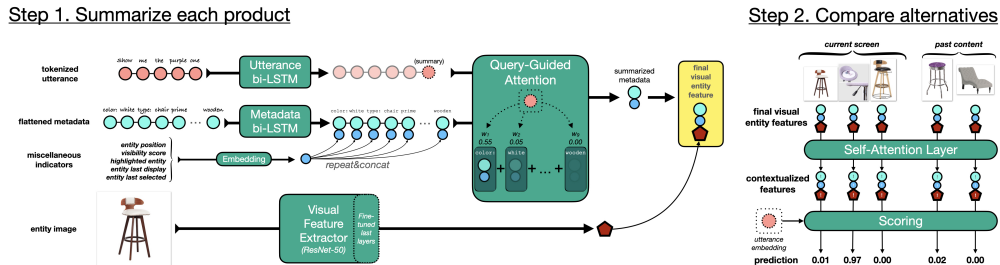 Step 1. Summarize each product
Step 2. Compare alternatives
tokenized
utterance
show me the purple one
Utterance
bi-LSTM
(summary)
Query-Guided
Attention
summarized
metadata
final
visual
entity
feature
flattened metadata
color: white type: chair prime ... wooden
Metadata
bi-LSTM
color: white type: chair prime ... wooden
w₁ w₂ wₖ
0.55 0.05 0.00
color: white wooden
+ + ... +
miscellaneous
indicators
entity position
visibility score
highlighted entity
entity last display
entity last selected
Embedding
repeat&concat
entity image
Visual
Feature
Extractor
(ResNet-50)
Fine-
tuned
last
layers
current screen past content
final visual
entity features
Self-Attention Layer
contextualized
features
Scoring
utterance
embedding
prediction 0.01 0.97 0.00 0.02 0.00